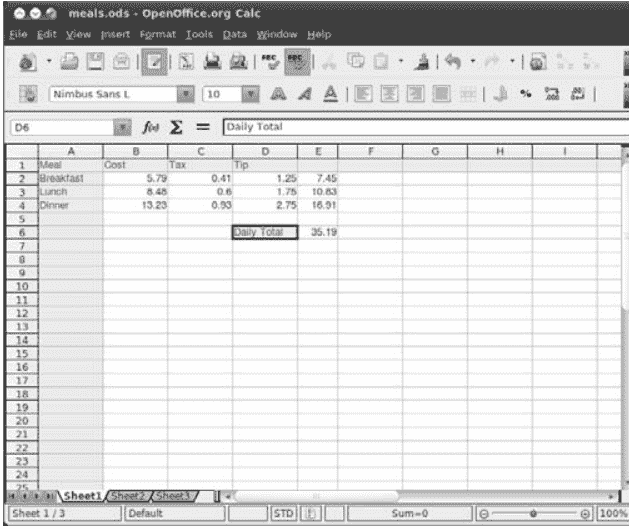 meals.ods - OpenOffice.org Calc
File Edit View Insert Format Tools Data Window Help
Nimbus Sans L 10
D6 f(x) Σ = Daily Total
A B C D E F G H I
1 Meal Cost Tax Tip
2 Breakfast 5.79 0.41 1.25 7.45
3 Lunch 8.48 0.6 1.75 10.83
4 Dinner 13.23 0.93 2.75 16.91
5
6 Daily Total 35.19
7
8
9
10
11
12
13
14
15
16
17
18
19
20
21
22
23
24
25
Sheet1 Sheet2 Sheet3
Sheet 1 / 3 Default STD Sum=0 100%